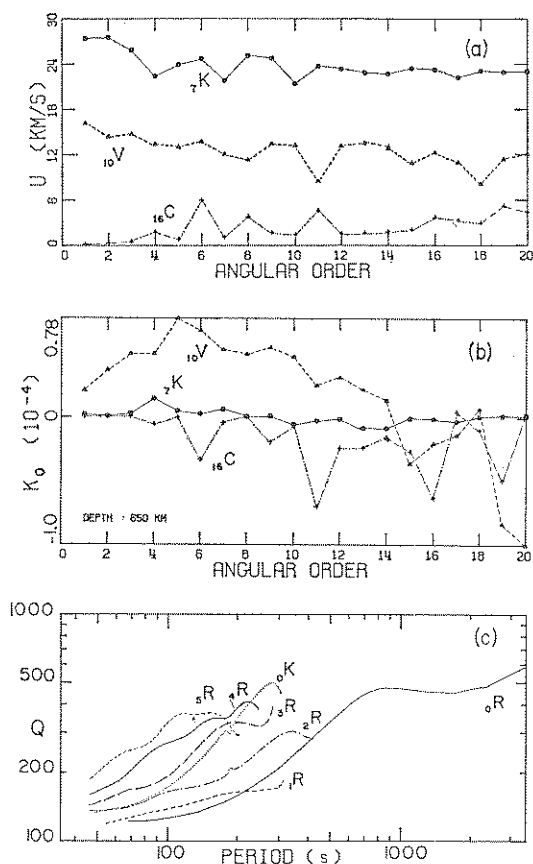 (a)
30
24
18
12
6
0
U (KM/S)
₇K
₁₀V
₁₆C
0 2 4 6 8 10 12 14 16 18 20
ANGULAR ORDER
(b)
0.78
0
-1.0
K₀ (10⁻⁴)
₁₀V
₇K
₁₆C
DEPTH : 650 KM
0 2 4 6 8 10 12 14 16 18 20
ANGULAR ORDER
(c)
1000
500
200
100
Q
₅R
₄R
₀K
₃R
₂R
₁R
₀R
100
1000
PERIOD (s)